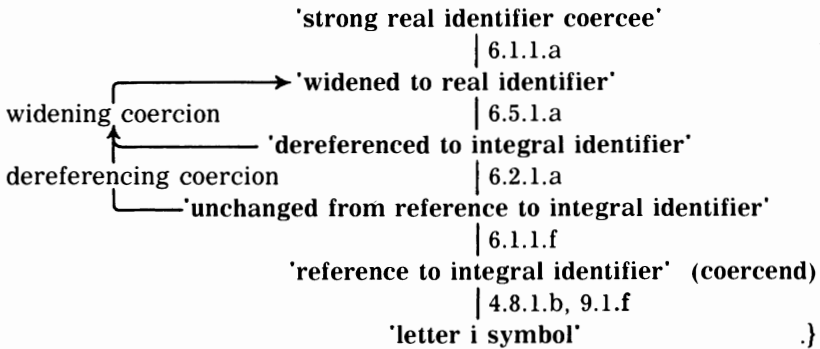 'strong real identifier coercee'
6.1.1.a
'widened to real identifier'
widening coercion
6.5.1.a
'dereferenced to integral identifier'
dereferencing coercion
6.2.1.a
'unchanged from reference to integral identifier'
6.1.1.f
'reference to integral identifier' (coercend)
4.8.1.b, 9.1.f
'letter i symbol' .}